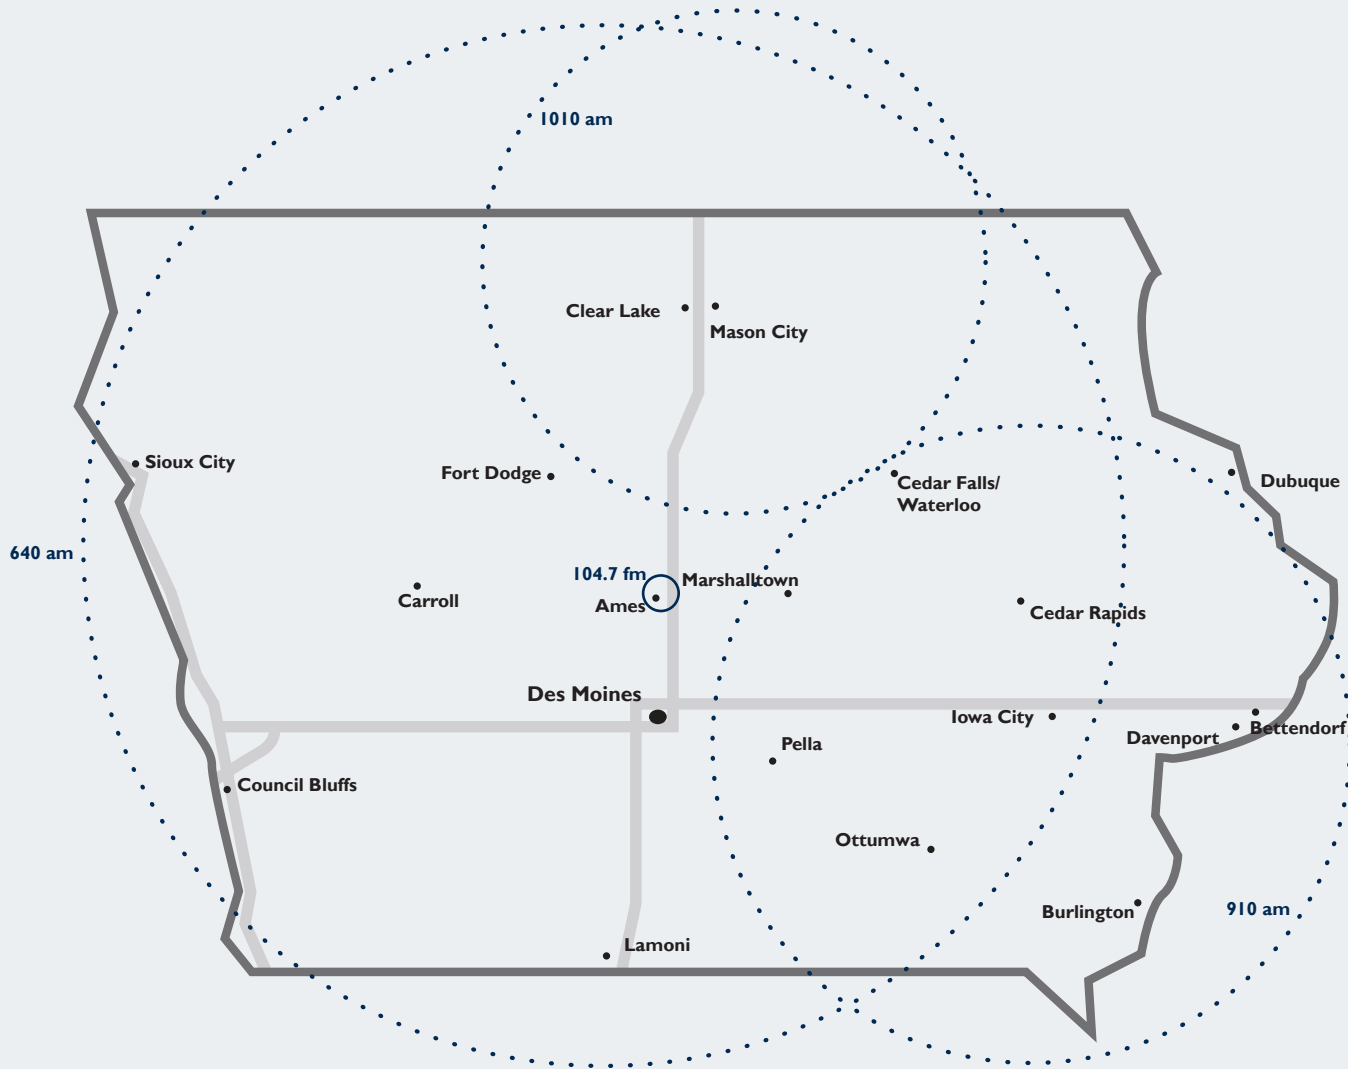 1010 am
Clear Lake
Mason City
Sioux City
Fort Dodge
Cedar Falls/
Waterloo
Dubuque
640 am
104.7 fm
Marshalltown
Carroll
Ames
Cedar Rapids
Des Moines
Iowa City
Bettendorf
Davenport
Pella
Council Bluffs
Ottumwa
910 am
Burlington
Lamoni